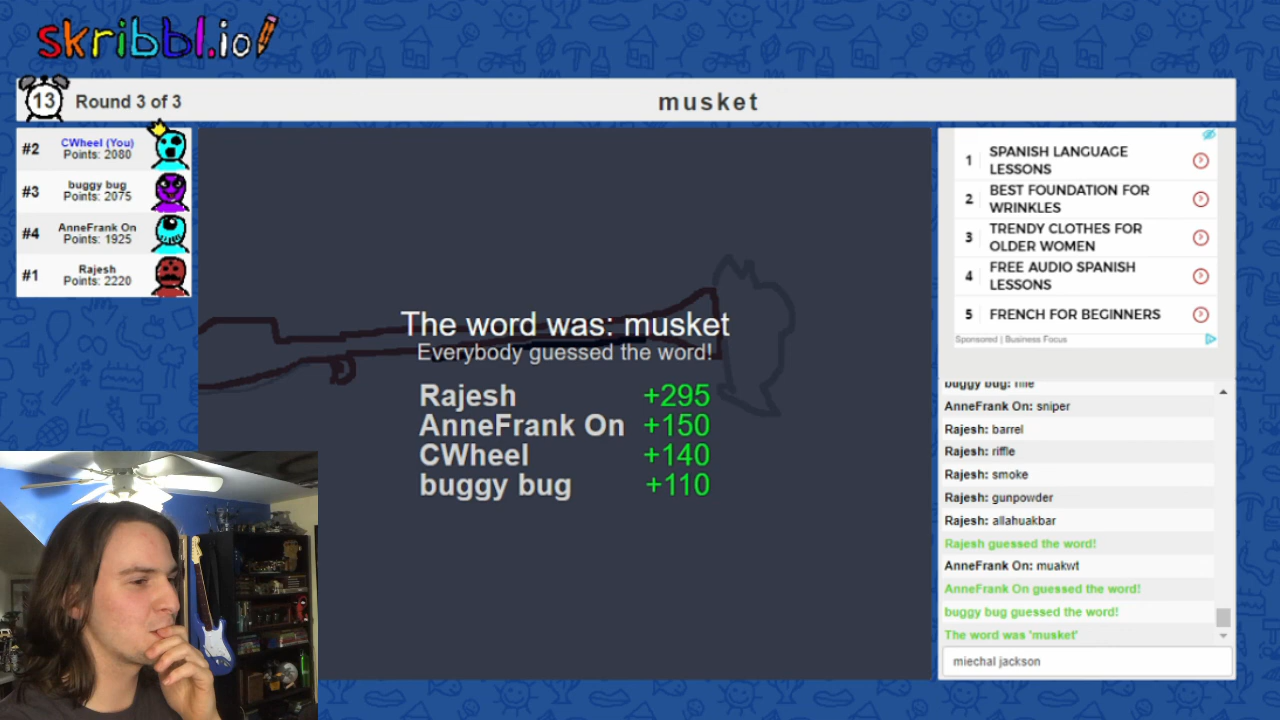 skribbl.io
13
Round 3 of 3
musket
#2
CWheel (You)
Points: 2080
#3
buggy bug
Points: 2075
#4
AnneFrank On
Points: 1925
#1
Rajesh
Points: 2220
The word was: musket
Everybody guessed the word!
Rajesh +295
AnneFrank On +150
CWheel +140
buggy bug +110
1 SPANISH LANGUAGE
LESSONS
2 BEST FOUNDATION FOR
WRINKLES
3 TRENDY CLOTHES FOR
OLDER WOMEN
4 FREE AUDIO SPANISH
LESSONS
5 FRENCH FOR BEGINNERS
Sponsored | Business Focus
buggy bug:
AnneFrank On: sniper
Rajesh: barrel
Rajesh: riffle
Rajesh: smoke
Rajesh: gunpowder
Rajesh: allahuakbar
Rajesh guessed the word!
AnneFrank On: muakwt
AnneFrank On guessed the word!
buggy bug guessed the word!
The word was 'musket'
miechal jackson